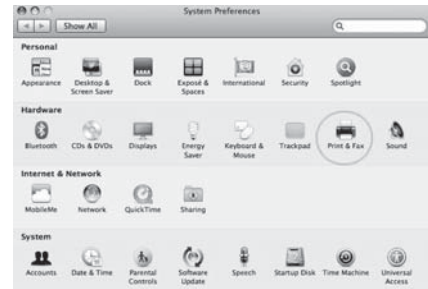 System Preferences
Show All
Personal
Appearance Desktop & Screen Saver Dock Exposé & Spaces International Security Spotlight
Hardware
Bluetooth CDs & DVDs Displays Energy Saver Keyboard & Mouse Trackpad Print & Fax Sound
Internet & Network
MobileMe Network QuickTime Sharing
System
Accounts Date & Time Parental Controls Software Update Speech Startup Disk Time Machine Universal Access